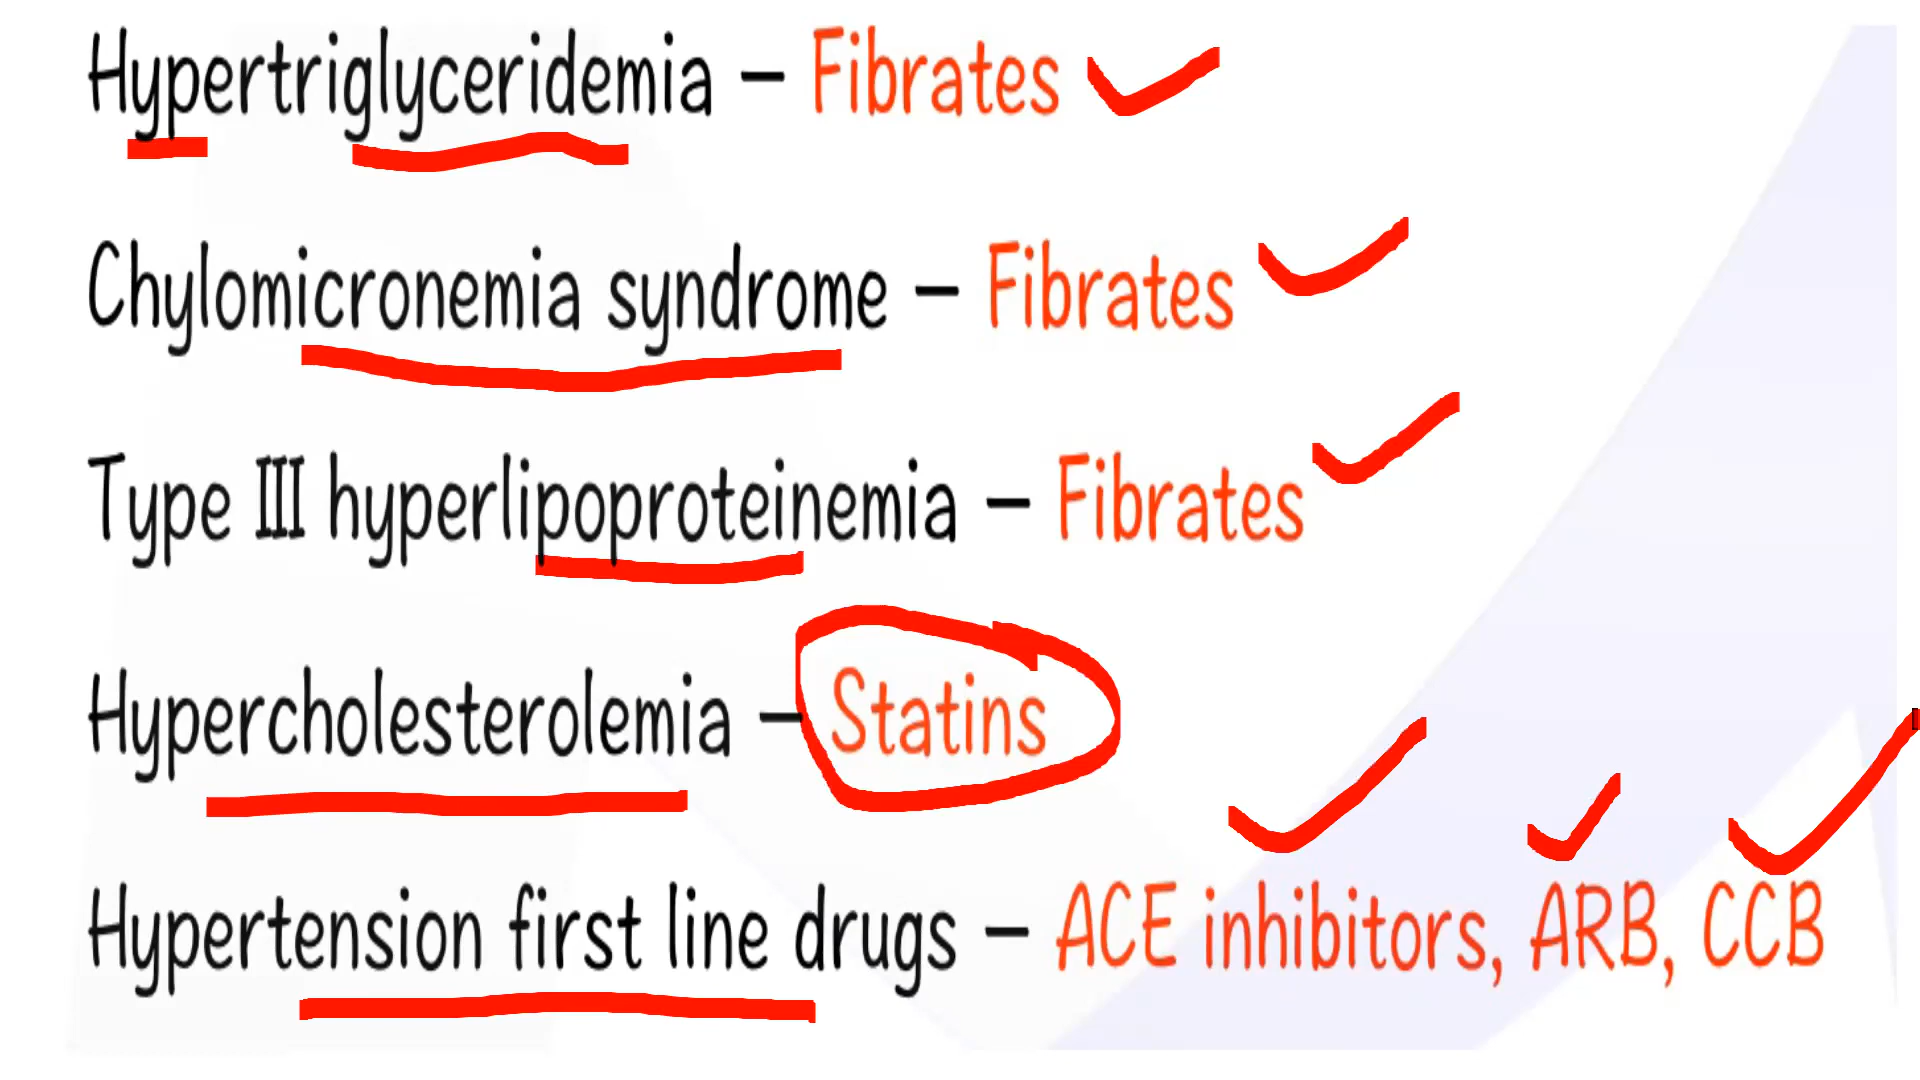 Hypertriglyceridemia – Fibrates
Chylomicronemia syndrome – Fibrates
Type III hyperlipoproteinemia – Fibrates
Hypercholesterolemia – Statins
Hypertension first line drugs – ACE inhibitors, ARB, CCB